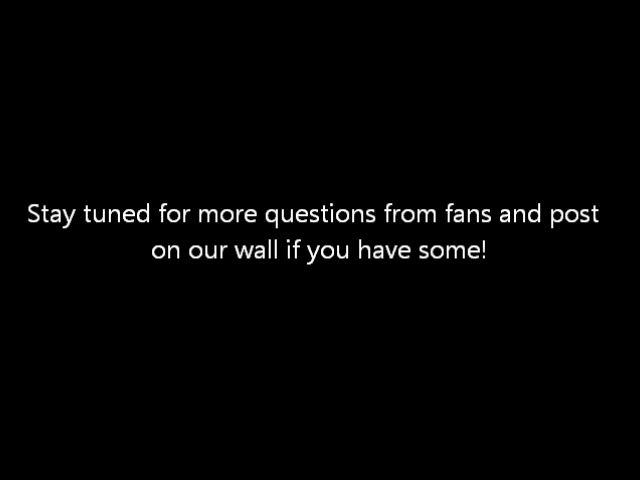 Stay tuned for more questions from fans and post
on our wall if you have some!